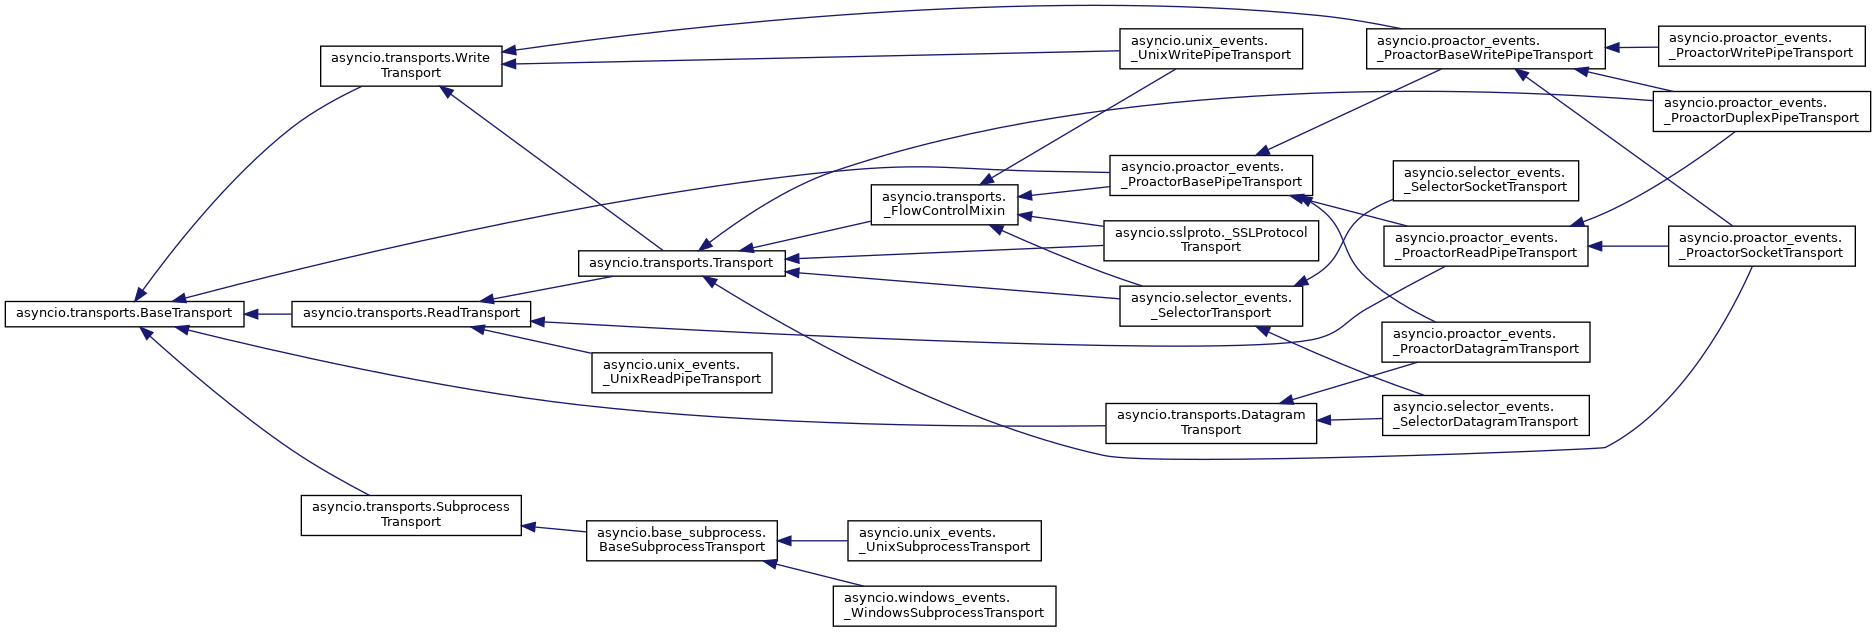 asyncio.transports.BaseTransport
asyncio.transports.Write
Transport
asyncio.transports.ReadTransport
asyncio.transports.Subprocess
Transport
asyncio.transports.Transport
asyncio.unix_events.
_UnixReadPipeTransport
asyncio.base_subprocess.
BaseSubprocessTransport
asyncio.transports.
_FlowControlMixin
asyncio.unix_events.
_UnixSubprocessTransport
asyncio.windows_events.
_WindowsSubprocessTransport
asyncio.unix_events.
_UnixWritePipeTransport
asyncio.proactor_events.
_ProactorBasePipeTransport
asyncio.sslproto._SSLProtocol
Transport
asyncio.selector_events.
_SelectorTransport
asyncio.transports.Datagram
Transport
asyncio.proactor_events.
_ProactorBaseWritePipeTransport
asyncio.selector_events.
_SelectorSocketTransport
asyncio.proactor_events.
_ProactorReadPipeTransport
asyncio.proactor_events.
_ProactorDatagramTransport
asyncio.selector_events.
_SelectorDatagramTransport
asyncio.proactor_events.
_ProactorWritePipeTransport
asyncio.proactor_events.
_ProactorDuplexPipeTransport
asyncio.proactor_events.
_ProactorSocketTransport